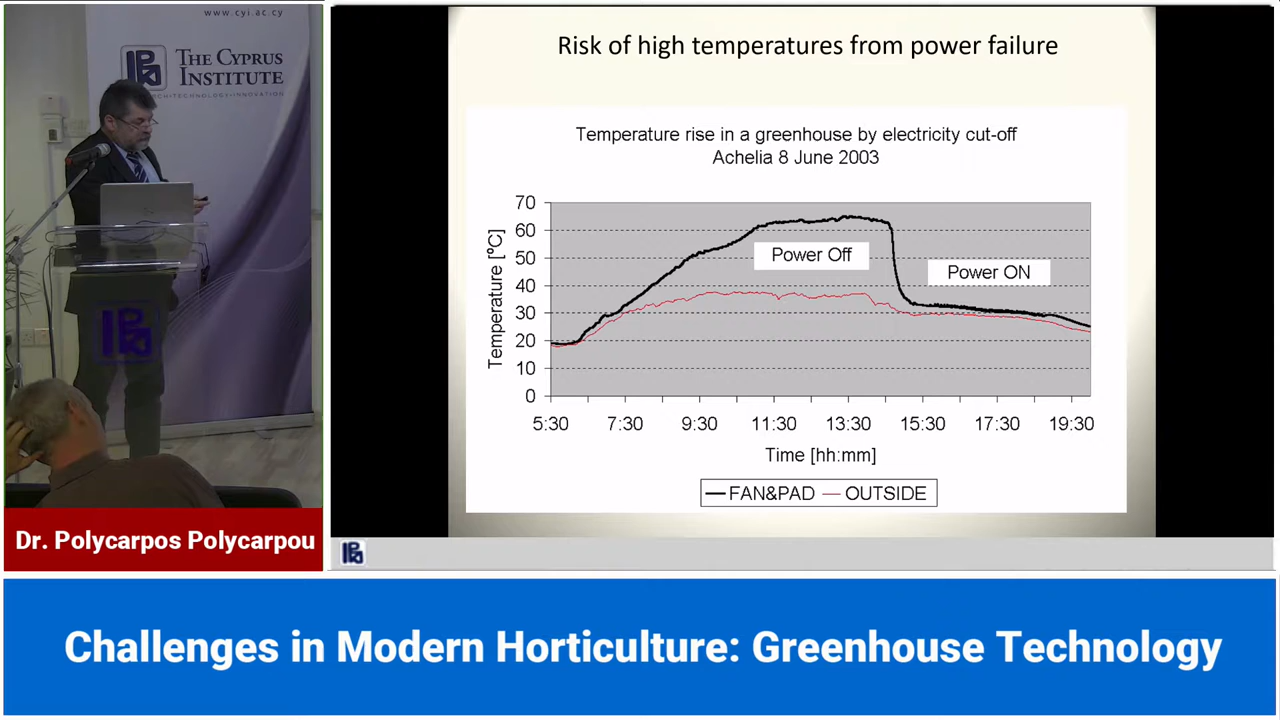 www.cyi.ac.cy
THE CYPRUS
INSTITUTE
Dr. Polycarpos Polycarpou
Risk of high temperatures from power failure
Temperature rise in a greenhouse by electricity cut-off
Achelia 8 June 2003
Temperature [ºC]
70
60
50
40
30
20
10
0
Power Off
Power ON
5:30 7:30 9:30 11:30 13:30 15:30 17:30 19:30
Time [hh:mm]
FAN&PAD OUTSIDE
Challenges in Modern Horticulture: Greenhouse Technology